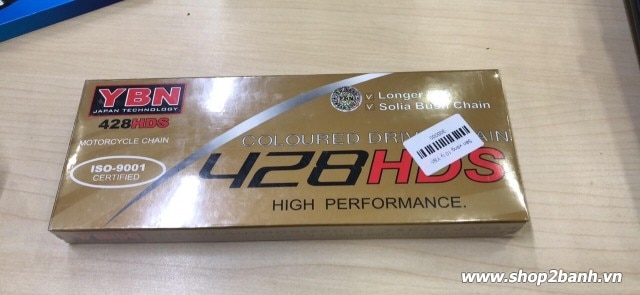 YBN
JAPAN TECHNOLOGY
428HDS
MOTORCYCLE CHAIN
ISO-9001
CERTIFIED
YBN
✓ Longer
✓ Solia Bush Chain
COLOURED DRIVE CHAIN
428HDS
HIGH PERFORMANCE.
www.shop2banh.vn